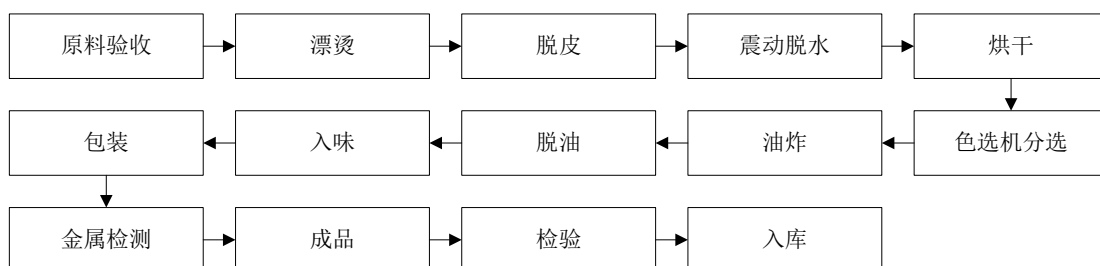 原料验收
漂烫
脱皮
震动脱水
烘干
色选机分选
油炸
脱油
入味
包装
金属检测
成品
检验
入库